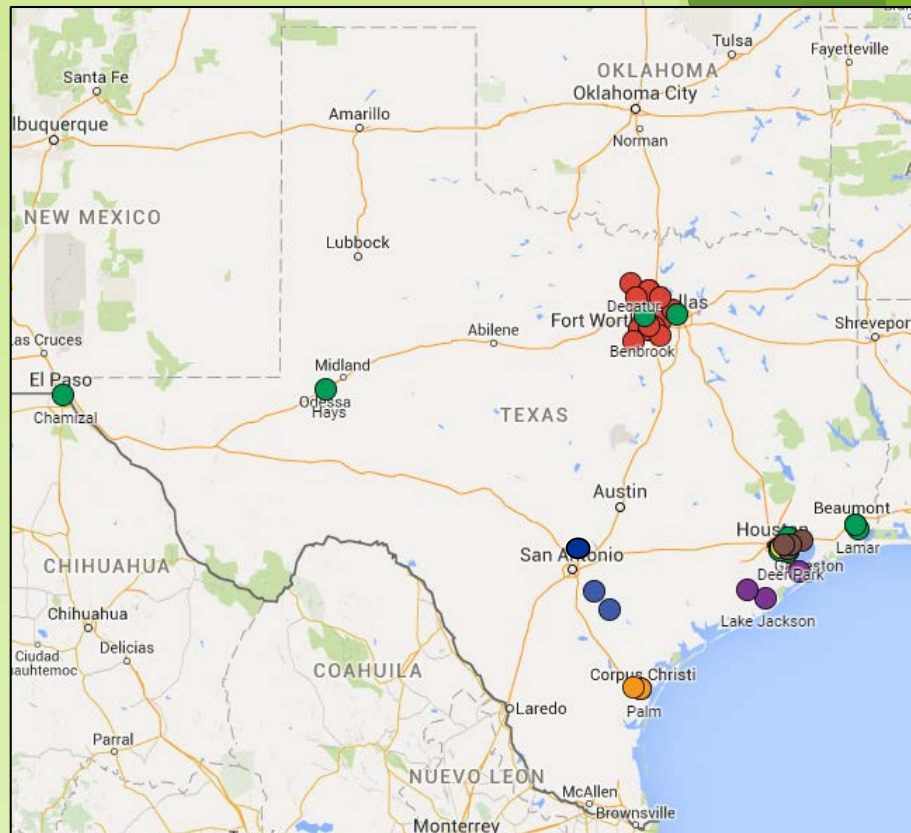 Tulsa
Fayetteville
Santa Fe
OKLAHOMA
Oklahoma City
Amarillo
lbuquerque
Norman
NEW MEXICO
Lubbock
Decatur
llas
Fort Wort
Abilene
Shrevepor
Benbrook
as Cruces
Midland
El Paso
Odessa
Hays
Chamizal
TEXAS
Austin
Beaumont
Houston
Lamar
San Antonio
Galveston
Deer Park
CHIHUAHUA
Lake Jackson
Chihuahua
Delicias
Ciudad
uauhtemoc
COAHUILA
Corpus Christi
Laredo
Palm
Parral
NUEVO LEON
McAllen
Brownsville
Monterrey